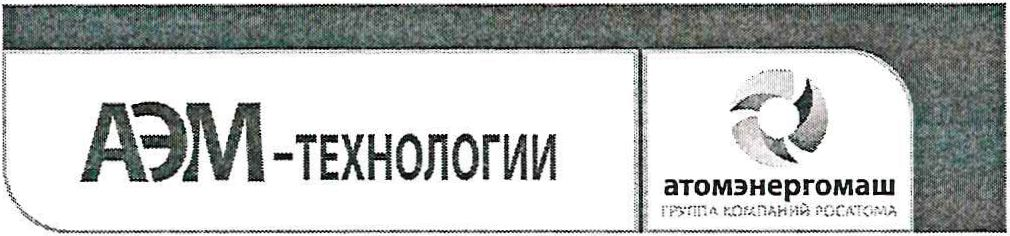 АЭМ-ТЕХНОЛОГИИ
атомэнергомаш
ГРУППА КОМПАНИЙ РОСАТОМА